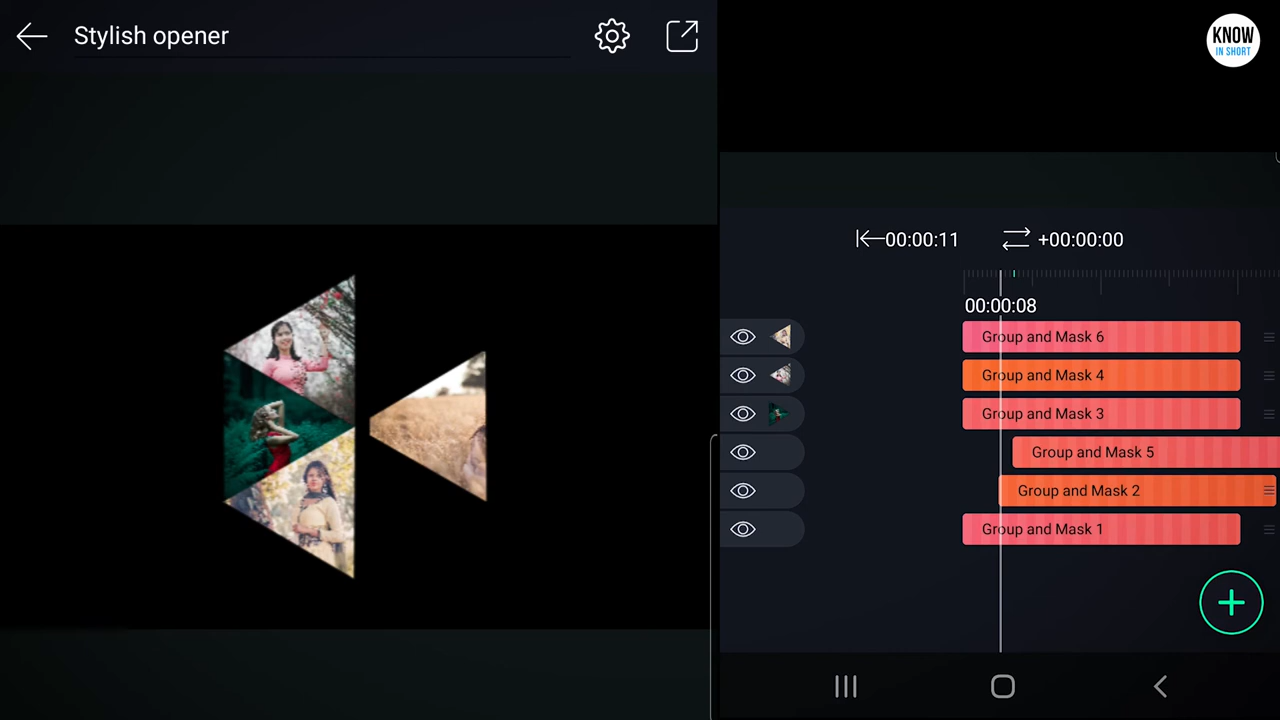 Stylish opener
KNOW
IN SHORT
00:00:11
+00:00:00
00:00:08
Group and Mask 6
Group and Mask 4
Group and Mask 3
Group and Mask 5
Group and Mask 2
Group and Mask 1